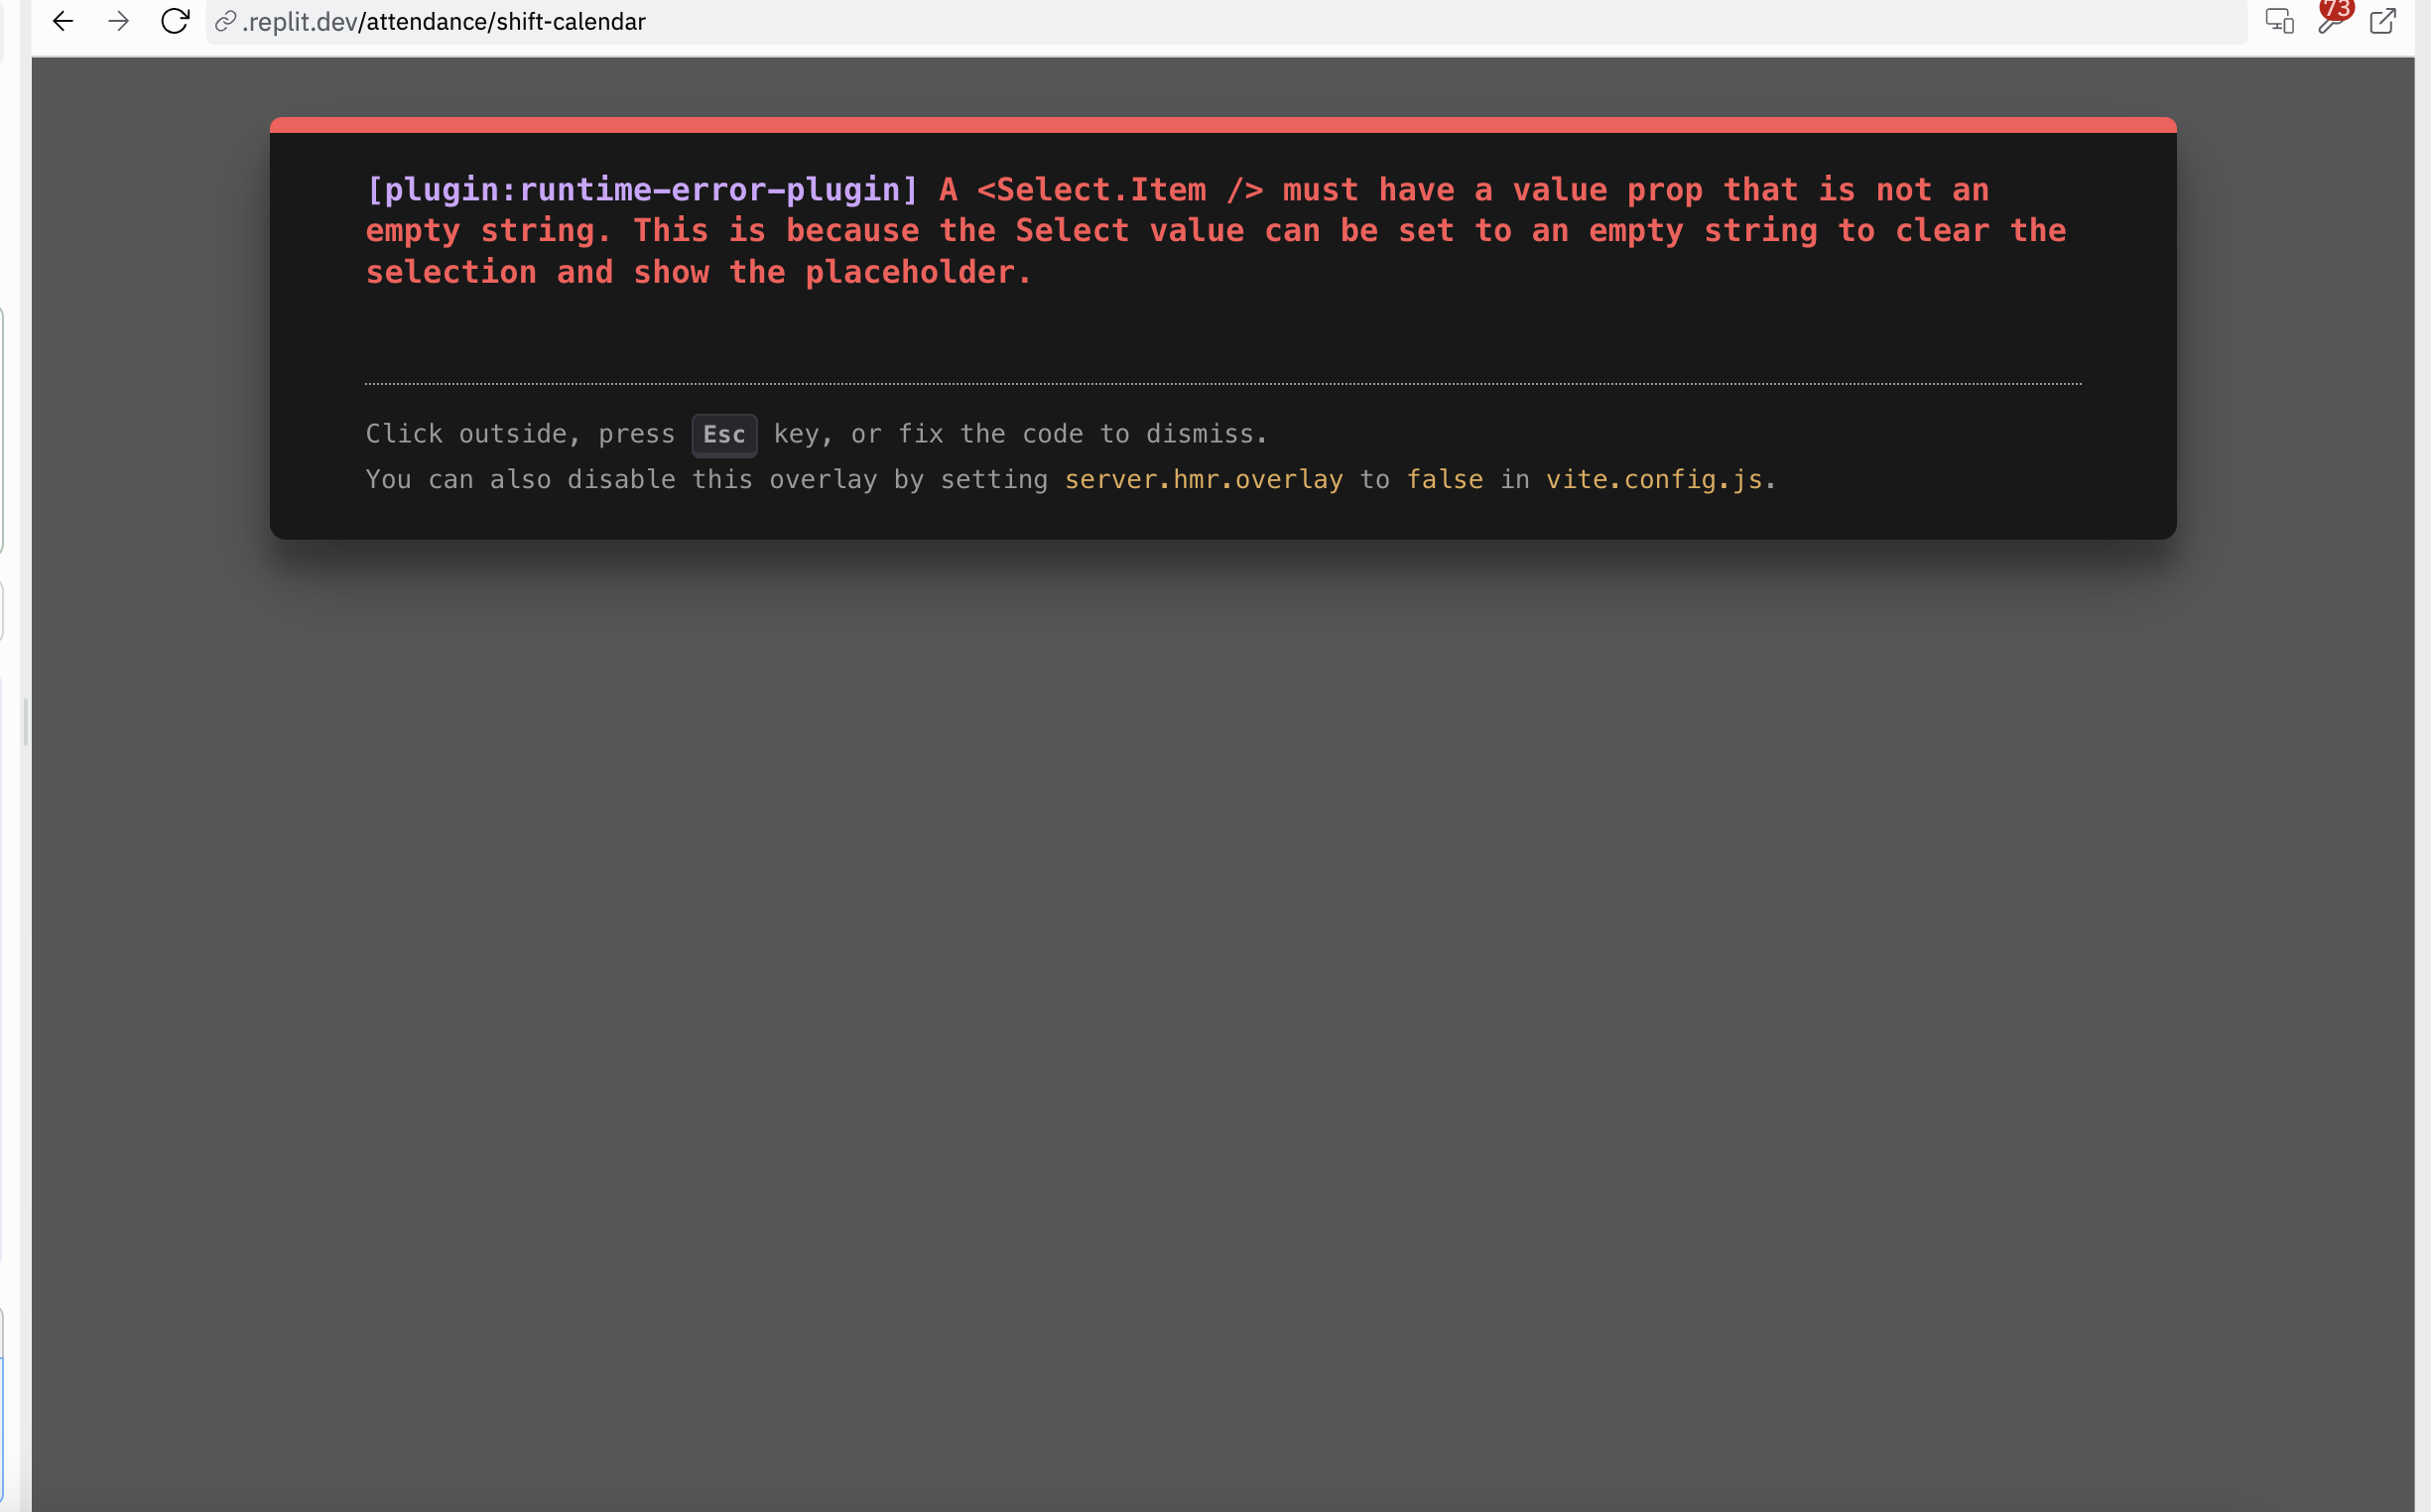 .replit.dev/attendance/shift-calendar
73
[plugin:runtime-error-plugin] A <Select.Item /> must have a value prop that is not an
empty string. This is because the Select value can be set to an empty string to clear the
selection and show the placeholder.
Click outside, press Esc key, or fix the code to dismiss.
You can also disable this overlay by setting server.hmr.overlay to false in vite.config.js.